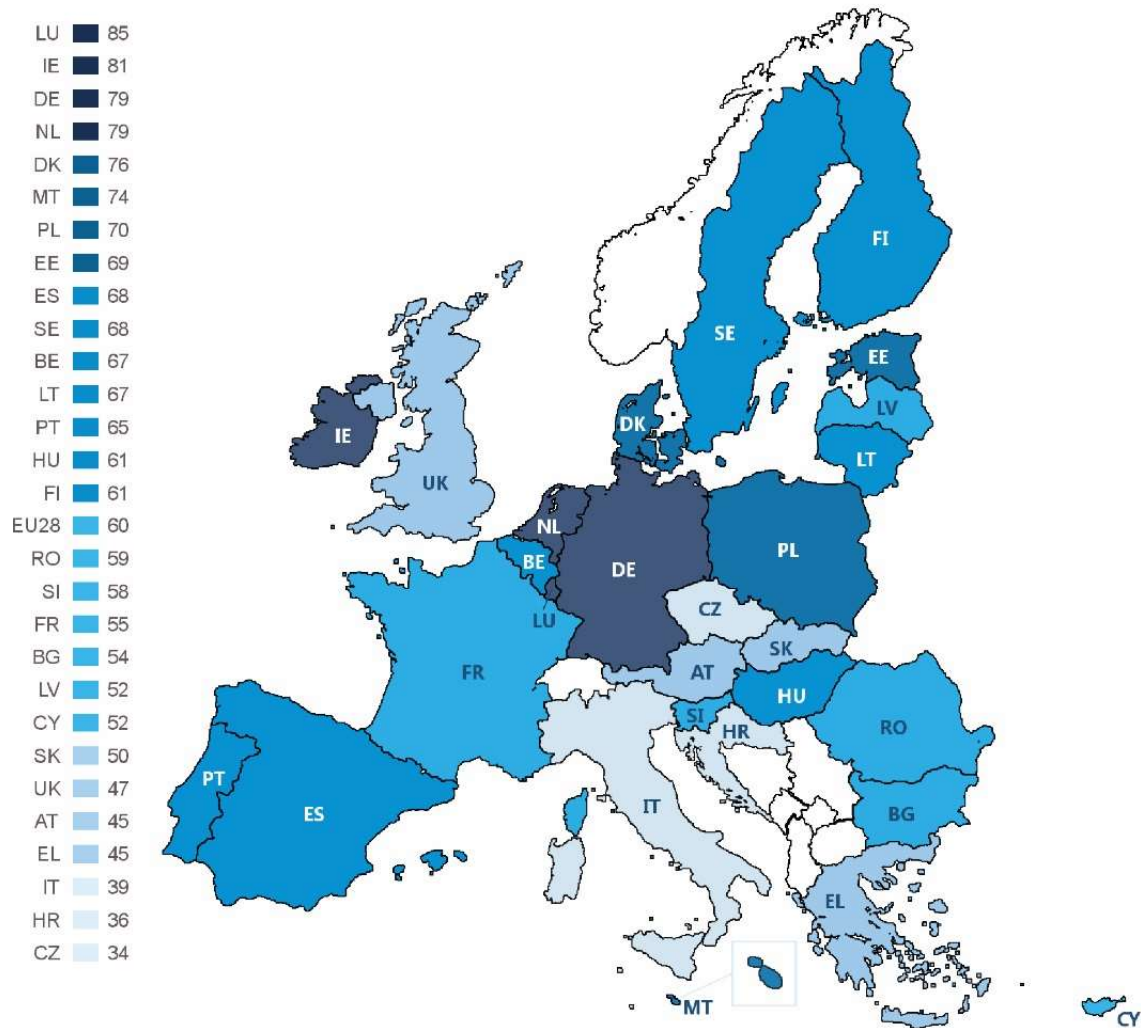 LU 85
IE 81
DE 79
NL 79
DK 76
MT 74
PL 70
EE 69
ES 68
SE 68
BE 67
LT 67
PT 65
HU 61
FI 61
EU28 60
RO 59
SI 58
FR 55
BG 54
LV 52
CY 52
SK 50
UK 47
AT 45
EL 45
IT 39
HR 36
CZ 34
FI
SE
EE
LV
DK
LT
IE
UK
NL
BE
DE
PL
LU
CZ
SK
FR
AT
HU
SI
HR
RO
PT
ES
IT
BG
EL
MT
CY